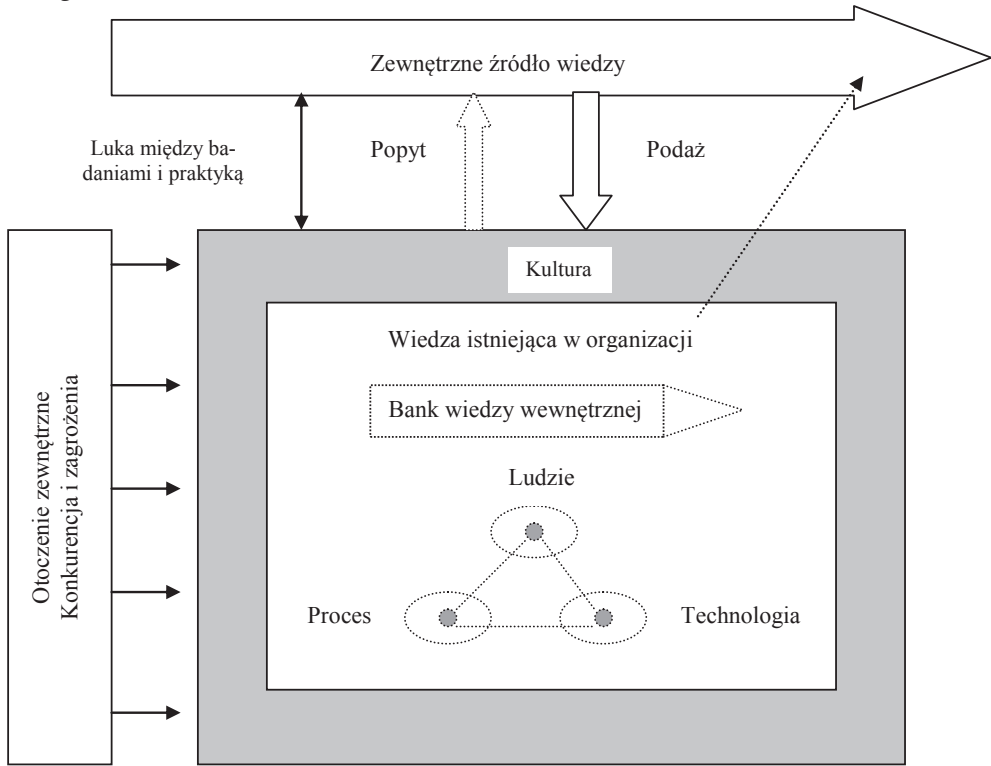 Zewnętrzne źródło wiedzy
Luka między ba-
daniami i praktyką
Popyt
Podaż
Kultura
Wiedza istniejąca w organizacji
Bank wiedzy wewnętrznej
Ludzie
Proces
Technologia
Otoczenie zewnętrzne
Konkurencja i zagrożenia